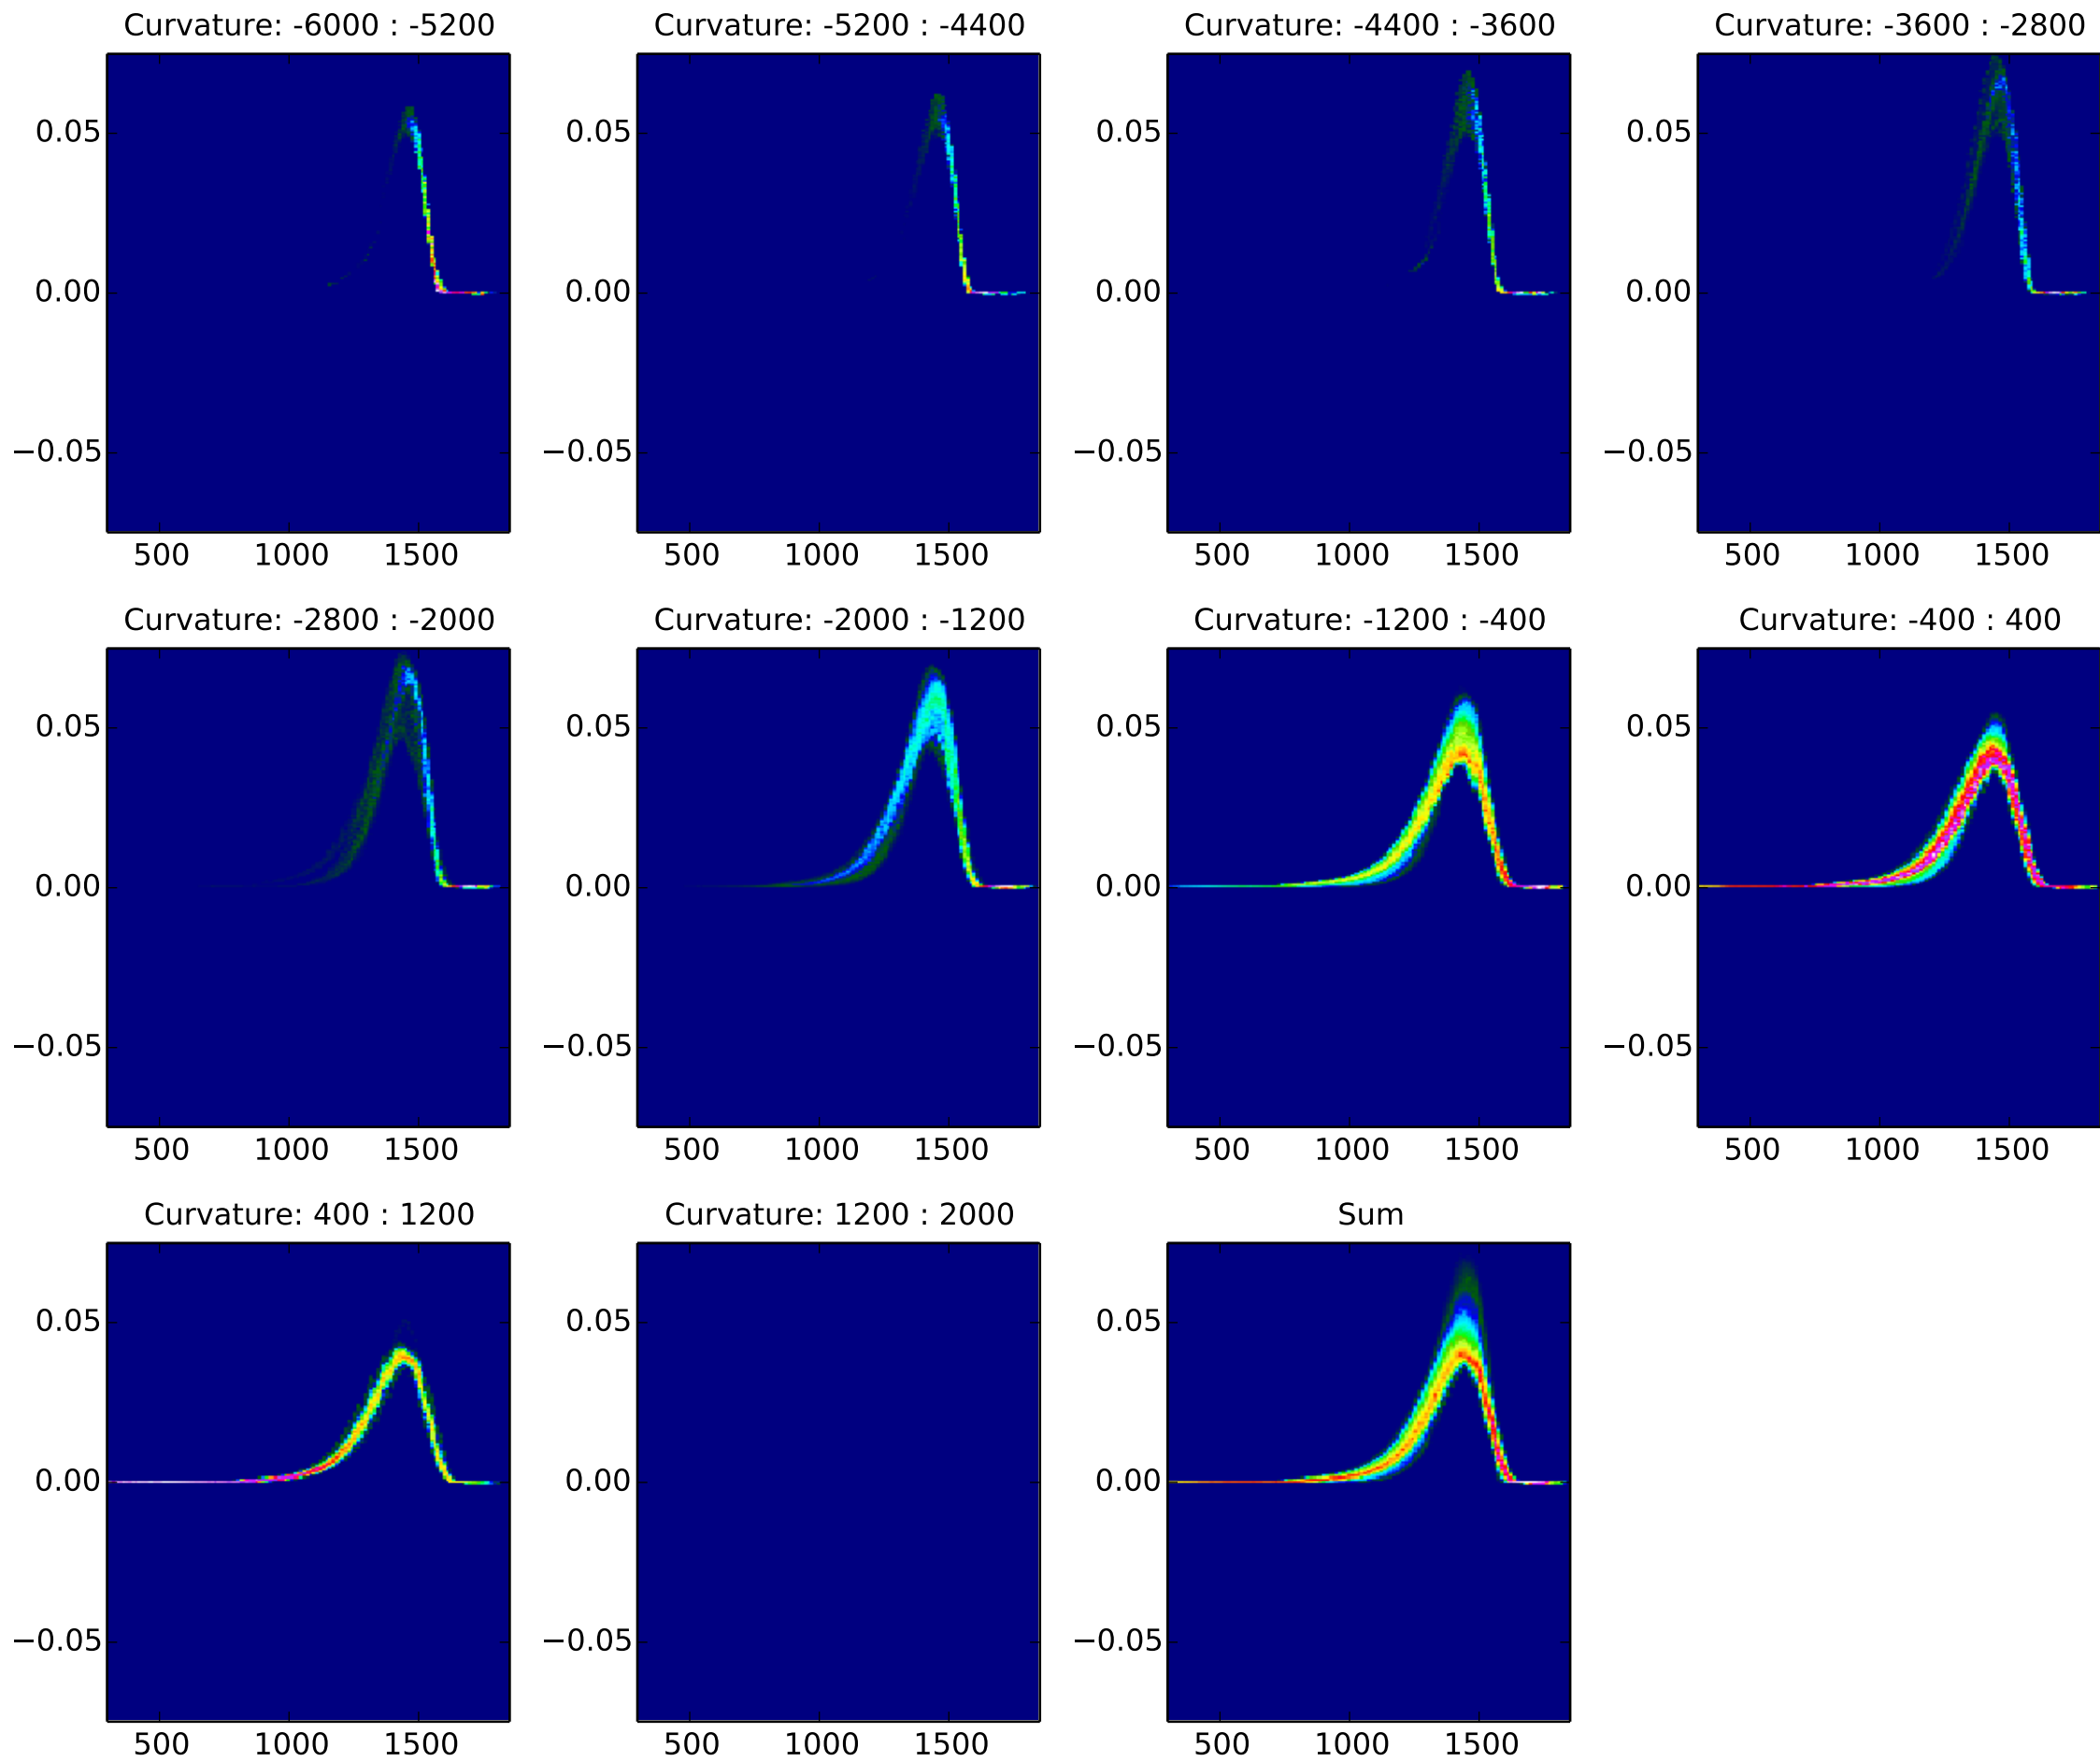 Curvature: -6000 : -5200
Curvature: -5200 : -4400
Curvature: -4400 : -3600
Curvature: -3600 : -2800
0.05 0.05 0.05 0.05
0.00 0.00 0.00 0.00
−0.05 −0.05 −0.05 −0.05
500 1000 1500 500 1000 1500 500 1000 1500 500 1000 1500
Curvature: -2800 : -2000
Curvature: -2000 : -1200
Curvature: -1200 : -400
Curvature: -400 : 400
0.05 0.05 0.05 0.05
0.00 0.00 0.00 0.00
−0.05 −0.05 −0.05 −0.05
500 1000 1500 500 1000 1500 500 1000 1500 500 1000 1500
Curvature: 400 : 1200
Curvature: 1200 : 2000
Sum
0.05 0.05 0.05
0.00 0.00 0.00
−0.05 −0.05 −0.05
500 1000 1500 500 1000 1500 500 1000 1500